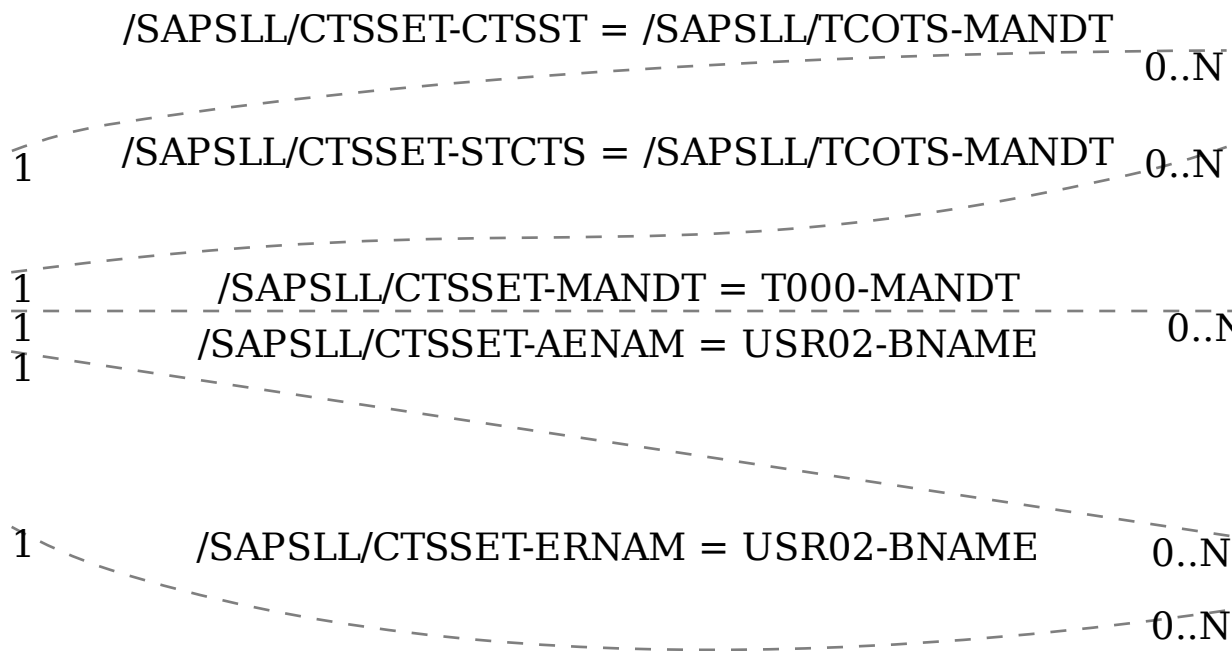 /SAPSLL/CTSSET-CTSST = /SAPSLL/TCOTS-MANDT
0..N
1
/SAPSLL/CTSSET-STCTS = /SAPSLL/TCOTS-MANDT
0..N
1
/SAPSLL/CTSSET-MANDT = T000-MANDT
1
0..N
/SAPSLL/CTSSET-AENAM = USR02-BNAME
1
1
/SAPSLL/CTSSET-ERNAM = USR02-BNAME
0..N
0..N